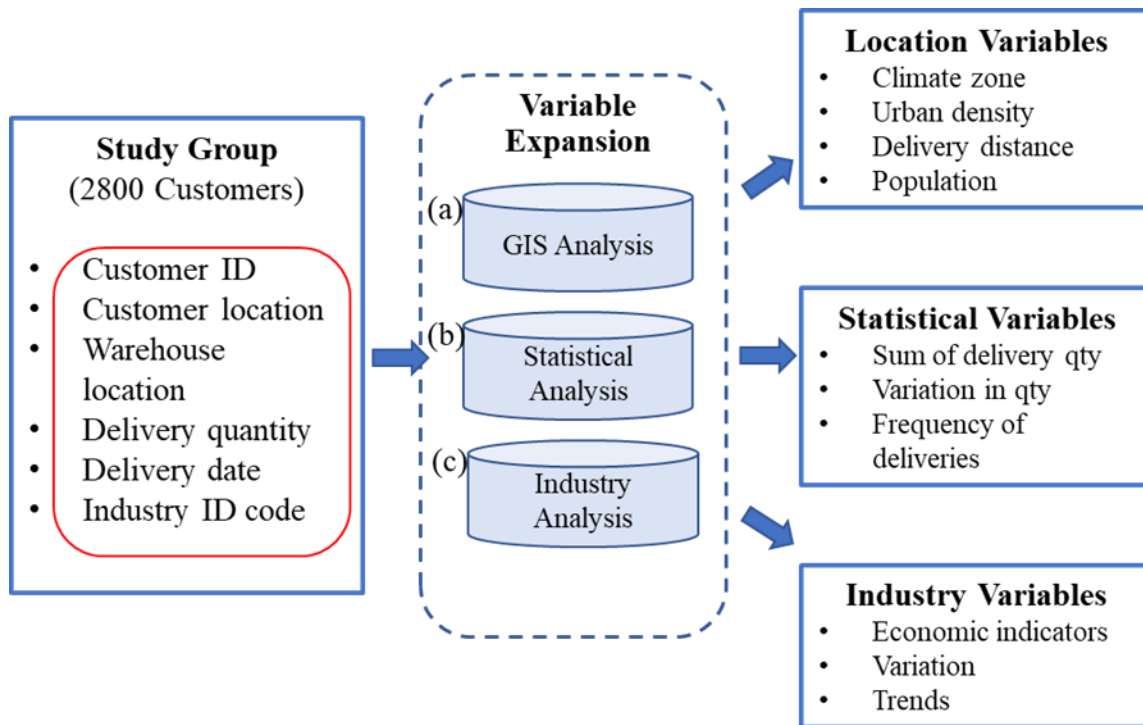 Study Group
(2800 Customers)
• Customer ID
• Customer location
• Warehouse
location
• Delivery quantity
• Delivery date
• Industry ID code
Variable
Expansion
(a)
GIS Analysis
(b)
Statistical
Analysis
(c)
Industry
Analysis
Location Variables
• Climate zone
• Urban density
• Delivery distance
• Population
Statistical Variables
• Sum of delivery qty
• Variation in qty
• Frequency of
deliveries
Industry Variables
• Economic indicators
• Variation
• Trends